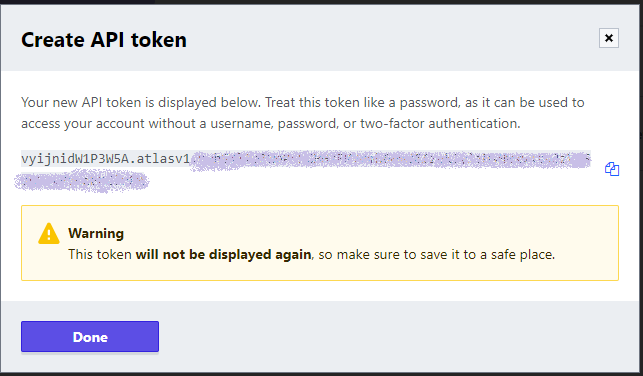 Create API token
Your new API token is displayed below. Treat this token like a password, as it can be used to
access your account without a username, password, or two-factor authentication.
vyijnidW1P3W5A.atlasv1
Warning
This token will not be displayed again, so make sure to save it to a safe place.
Done